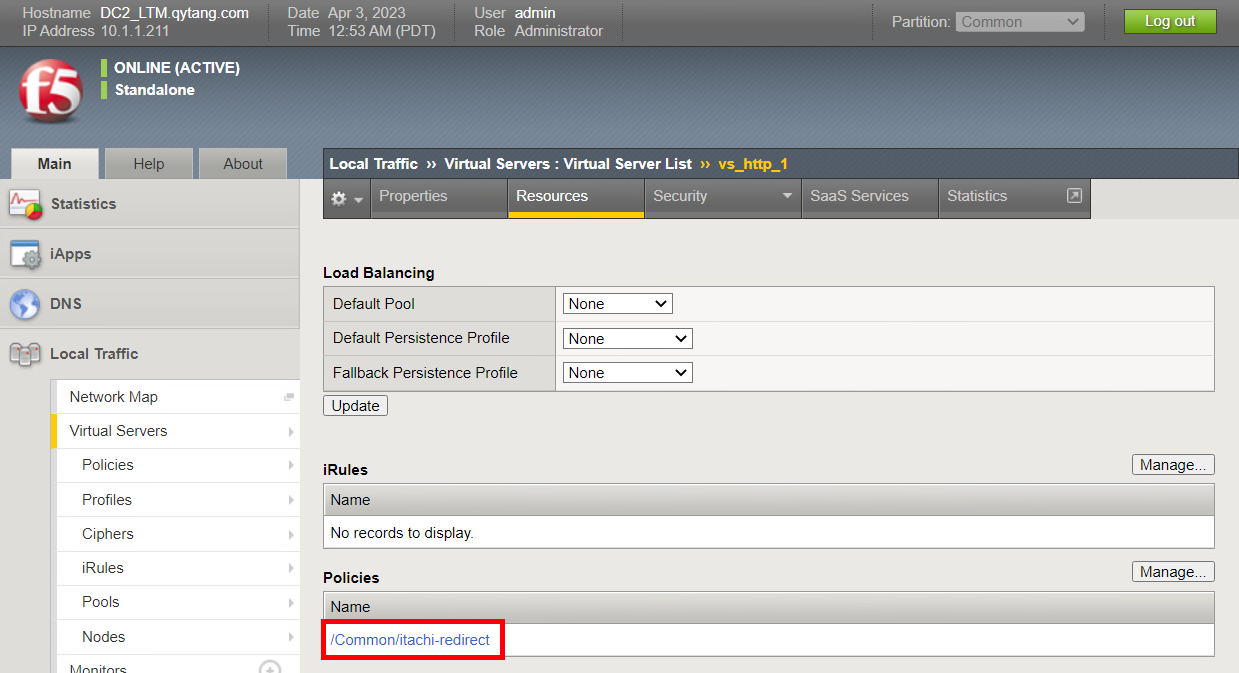 Hostname DC2_LTM.qytang.com Date Apr 3, 2023 User admin
IP Address 10.1.1.211 Time 12:53 AM (PDT) Role Administrator
Partition: Common Log out
f5
ONLINE (ACTIVE)
Standalone
Main Help About
Local Traffic ›› Virtual Servers : Virtual Server List ›› vs_http_1
Properties Resources Security SaaS Services Statistics
Statistics
iApps
DNS
Local Traffic
Network Map
Virtual Servers
Policies
Profiles
Ciphers
iRules
Pools
Nodes
Monitors
Load Balancing
Default Pool None
Default Persistence Profile None
Fallback Persistence Profile None
Update
iRules Manage...
Name
No records to display.
Policies Manage...
Name
/Common/itachi-redirect